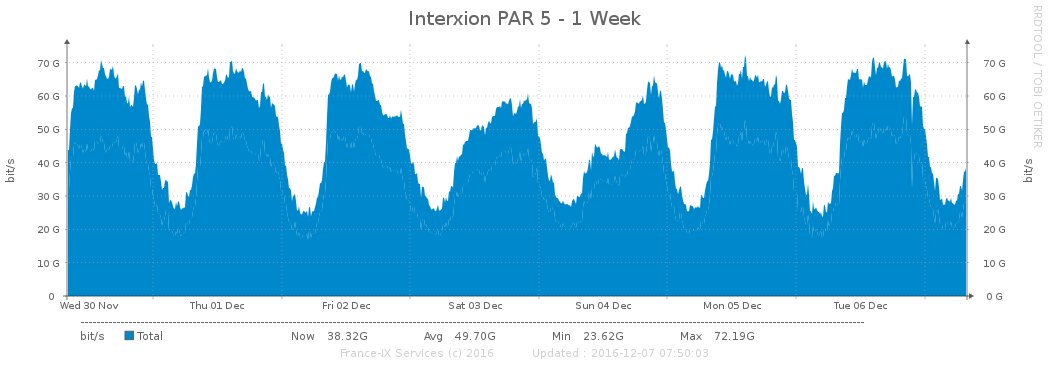 Interxion PAR 5 - 1 Week
RRDTOOL / TOBI OETIKER
bit/s
70 G 70 G
60 G 60 G
50 G 50 G
40 G 40 G
30 G 30 G
20 G 20 G
10 G 10 G
0 0 G
bit/s
Wed 30 Nov Thu 01 Dec Fri 02 Dec Sat 03 Dec Sun 04 Dec Mon 05 Dec Tue 06 Dec
bit/s Total Now 38.32G Avg 49.70G Min 23.62G Max 72.19G
France-IX Services (c) 2016 Updated : 2016-12-07 07:50:03